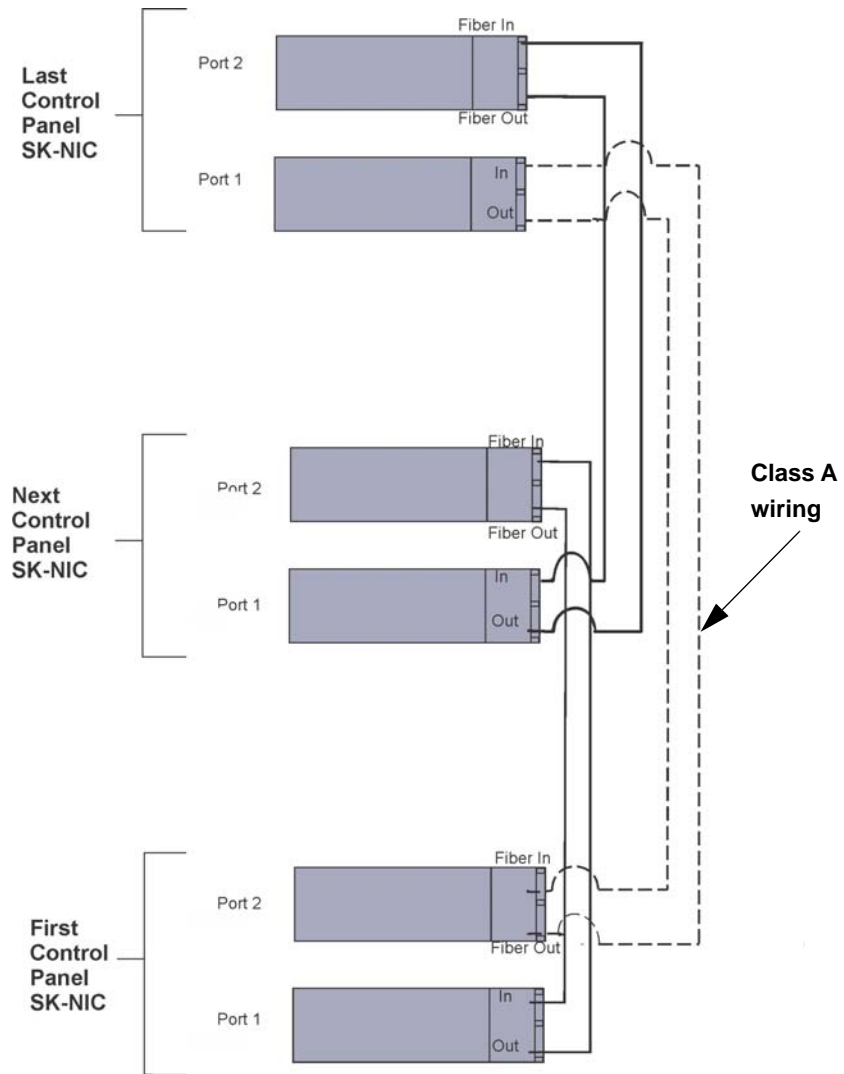 Last
Control
Panel
SK-NIC
Port 2
Fiber In
Fiber Out
Port 1
In
Out
Next
Control
Panel
SK-NIC
Port 2
Fiber In
Fiber Out
Port 1
In
Out
Class A
wiring
First
Control
Panel
SK-NIC
Port 2
Fiber In
Fiber Out
Port 1
In
Out